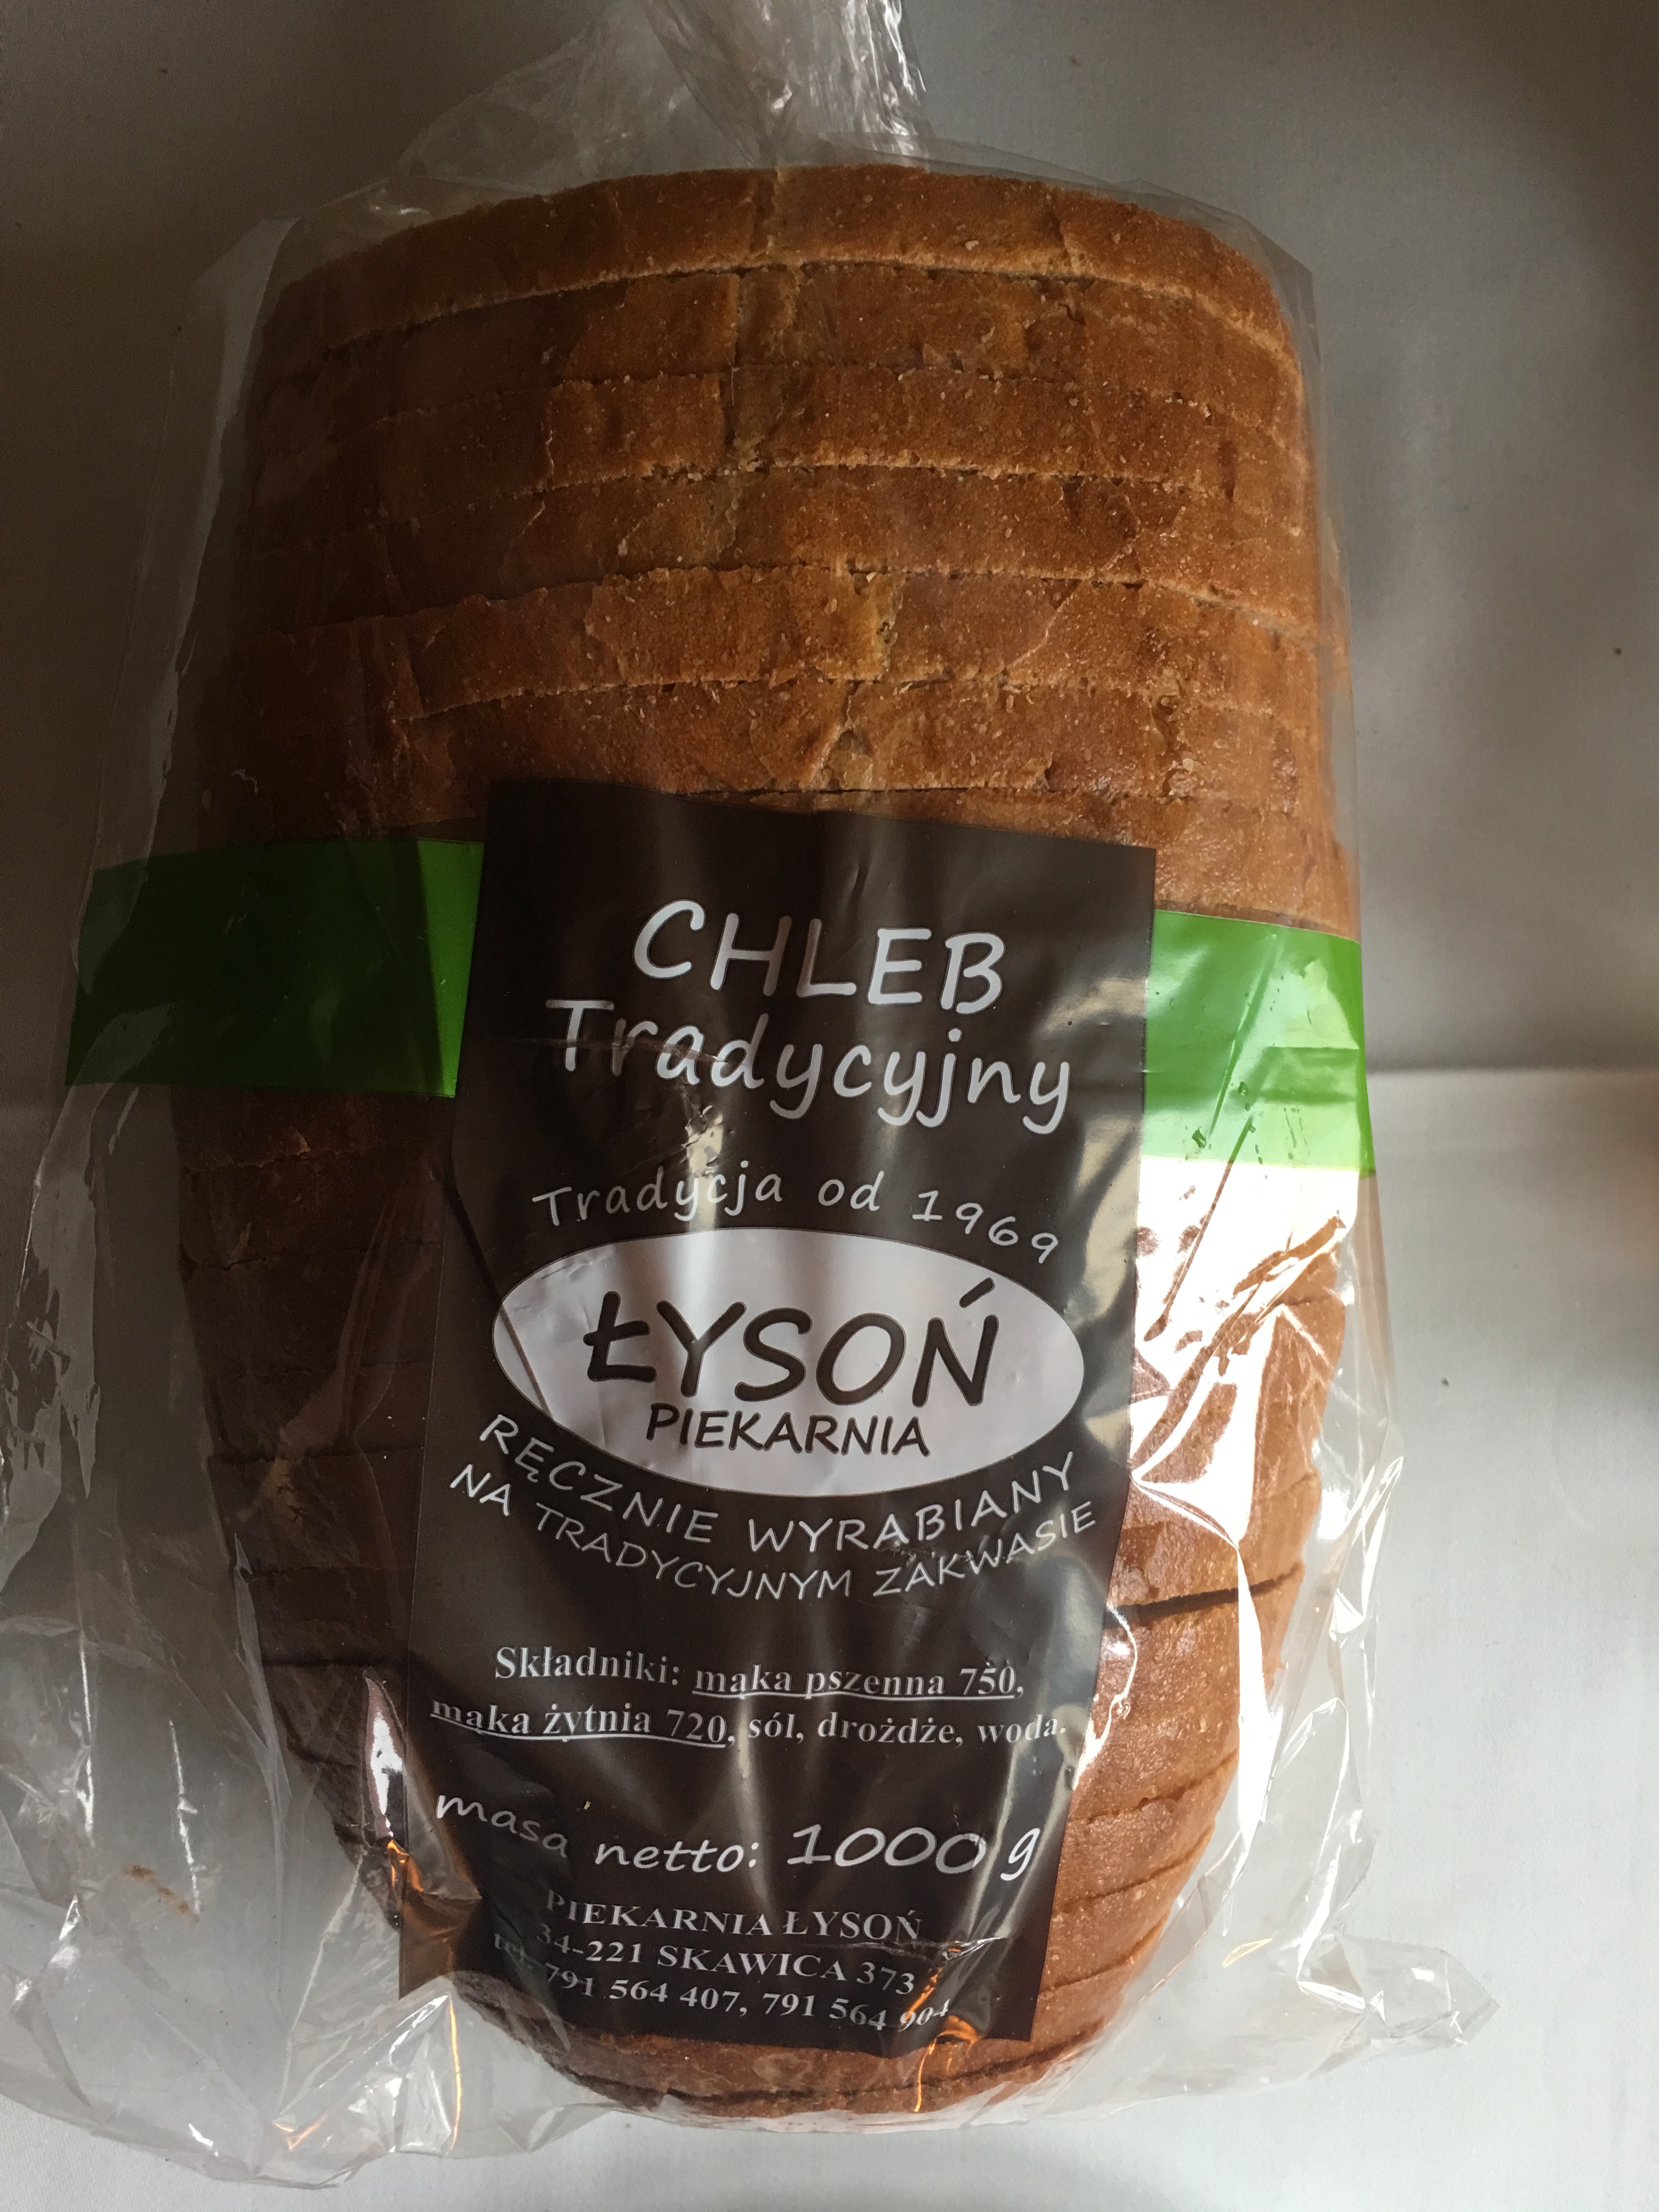 CHLEB
Tradycyjny
Tradycja od 1969
ŁYSOŃ
PIEKARNIA
RĘCZNIE WYRABIANY
NA TRADYCYJNYM ZAKWASIE
Składniki: mąka pszenna 750,
mąka żytnia 720, sól, drożdże, woda.
masa netto: 1000 g
PIEKARNIA ŁYSOŃ
34-221 SKAWICA 373
tel. 791 564 407, 791 564 904